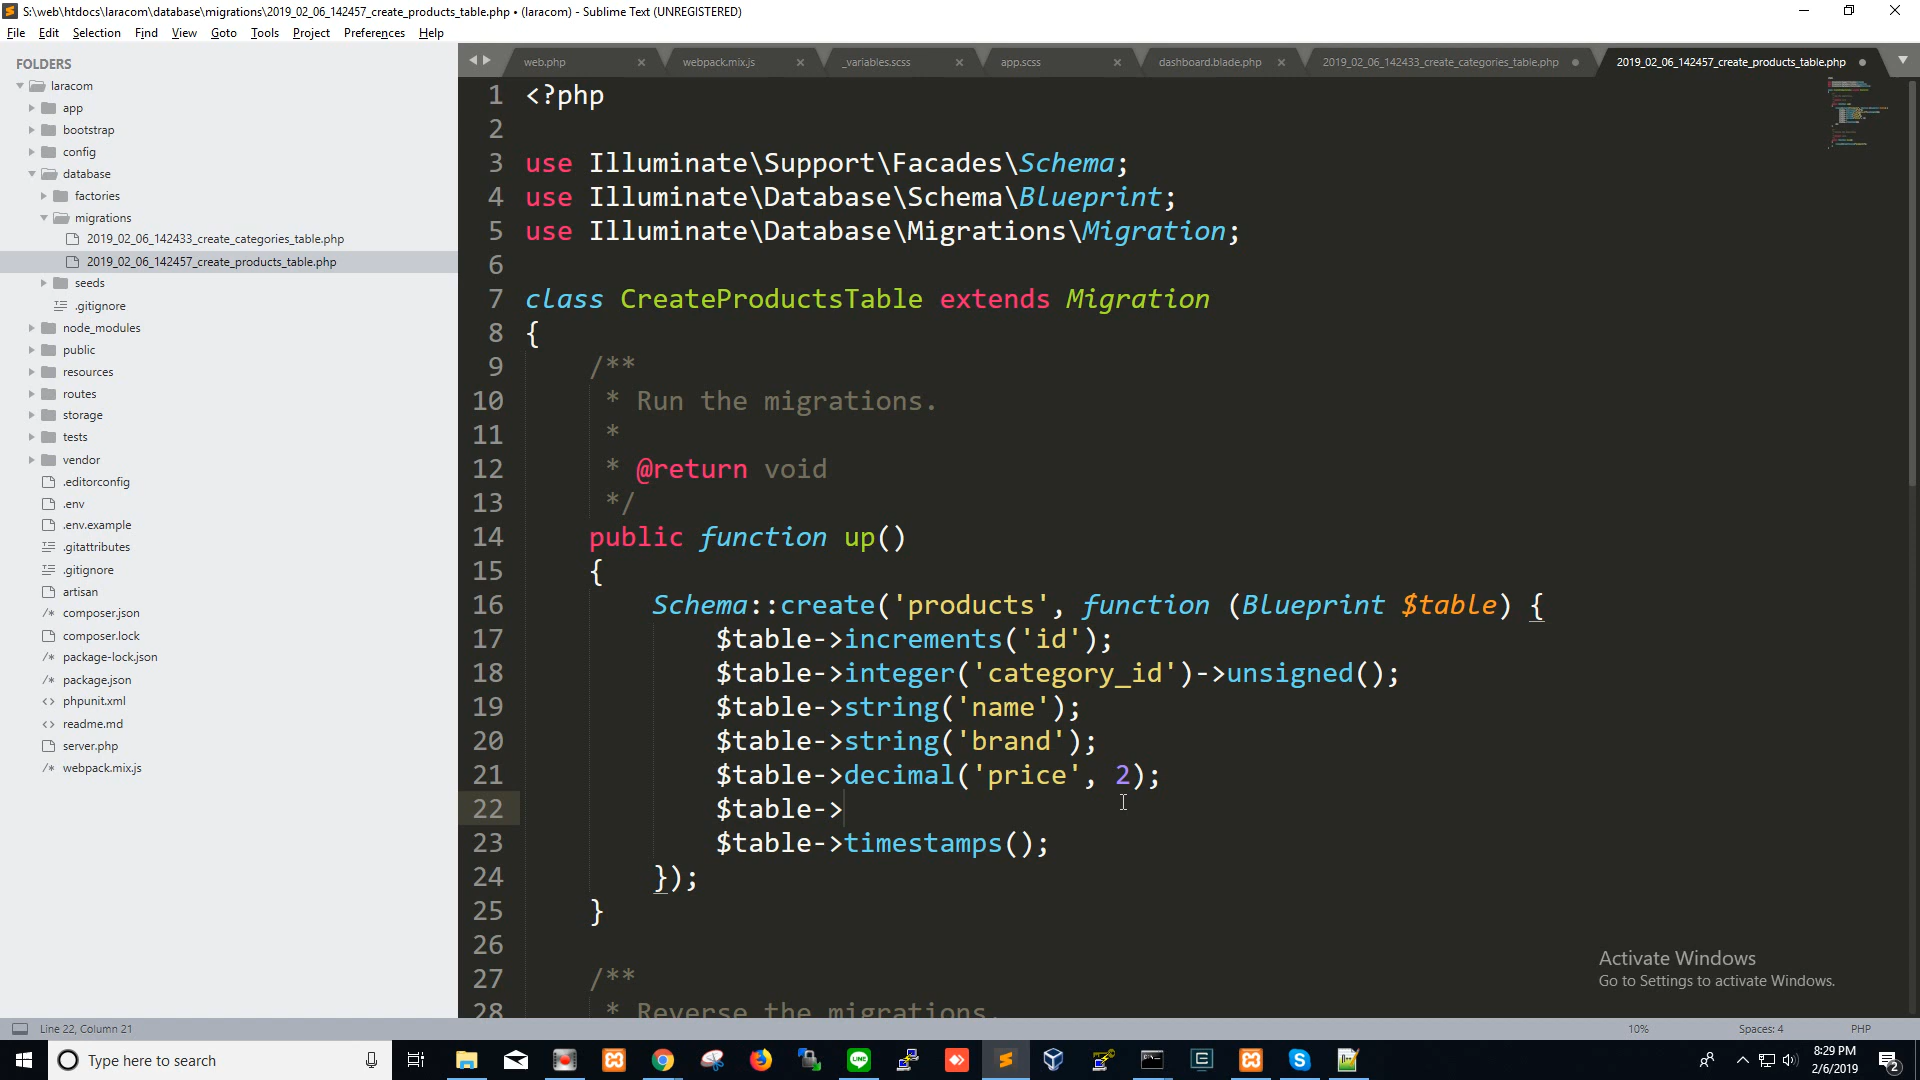 S:\web\htdocs\laracom\database\migrations\2019_02_06_142457_create_products_table.php • (laracom) - Sublime Text (UNREGISTERED)
File Edit Selection Find View Goto Tools Project Preferences Help
FOLDERS
laracom
app
bootstrap
config
database
factories
migrations
2019_02_06_142433_create_categories_table.php
2019_02_06_142457_create_products_table.php
seeds
.gitignore
node_modules
public
resources
routes
storage
tests
vendor
.editorconfig
.env
.env.example
.gitattributes
.gitignore
artisan
composer.json
composer.lock
package-lock.json
package.json
phpunit.xml
readme.md
server.php
webpack.mix.js
web.php webpack.mix.js _variables.scss app.scss dashboard.blade.php 2019_02_06_142433_create_categories_table.php 2019_02_06_142457_create_products_table.php
1 <?php
2
3 use Illuminate\Support\Facades\Schema;
4 use Illuminate\Database\Schema\Blueprint;
5 use Illuminate\Database\Migrations\Migration;
6
7 class CreateProductsTable extends Migration
8 {
9 /**
10 * Run the migrations.
11 *
12 * @return void
13 */
14 public function up()
15 {
16 Schema::create('products', function (Blueprint $table) {
17 $table->increments('id');
18 $table->integer('category_id')->unsigned();
19 $table->string('name');
20 $table->string('brand');
21 $table->decimal('price', 2);
22 $table->
23 $table->timestamps();
24 });
25 }
26
27 /**
28 * Reverse the migrations.
Activate Windows
Go to Settings to activate Windows.
Line 22, Column 21 10% Spaces: 4 PHP
Type here to search
8:29 PM
2/6/2019
2